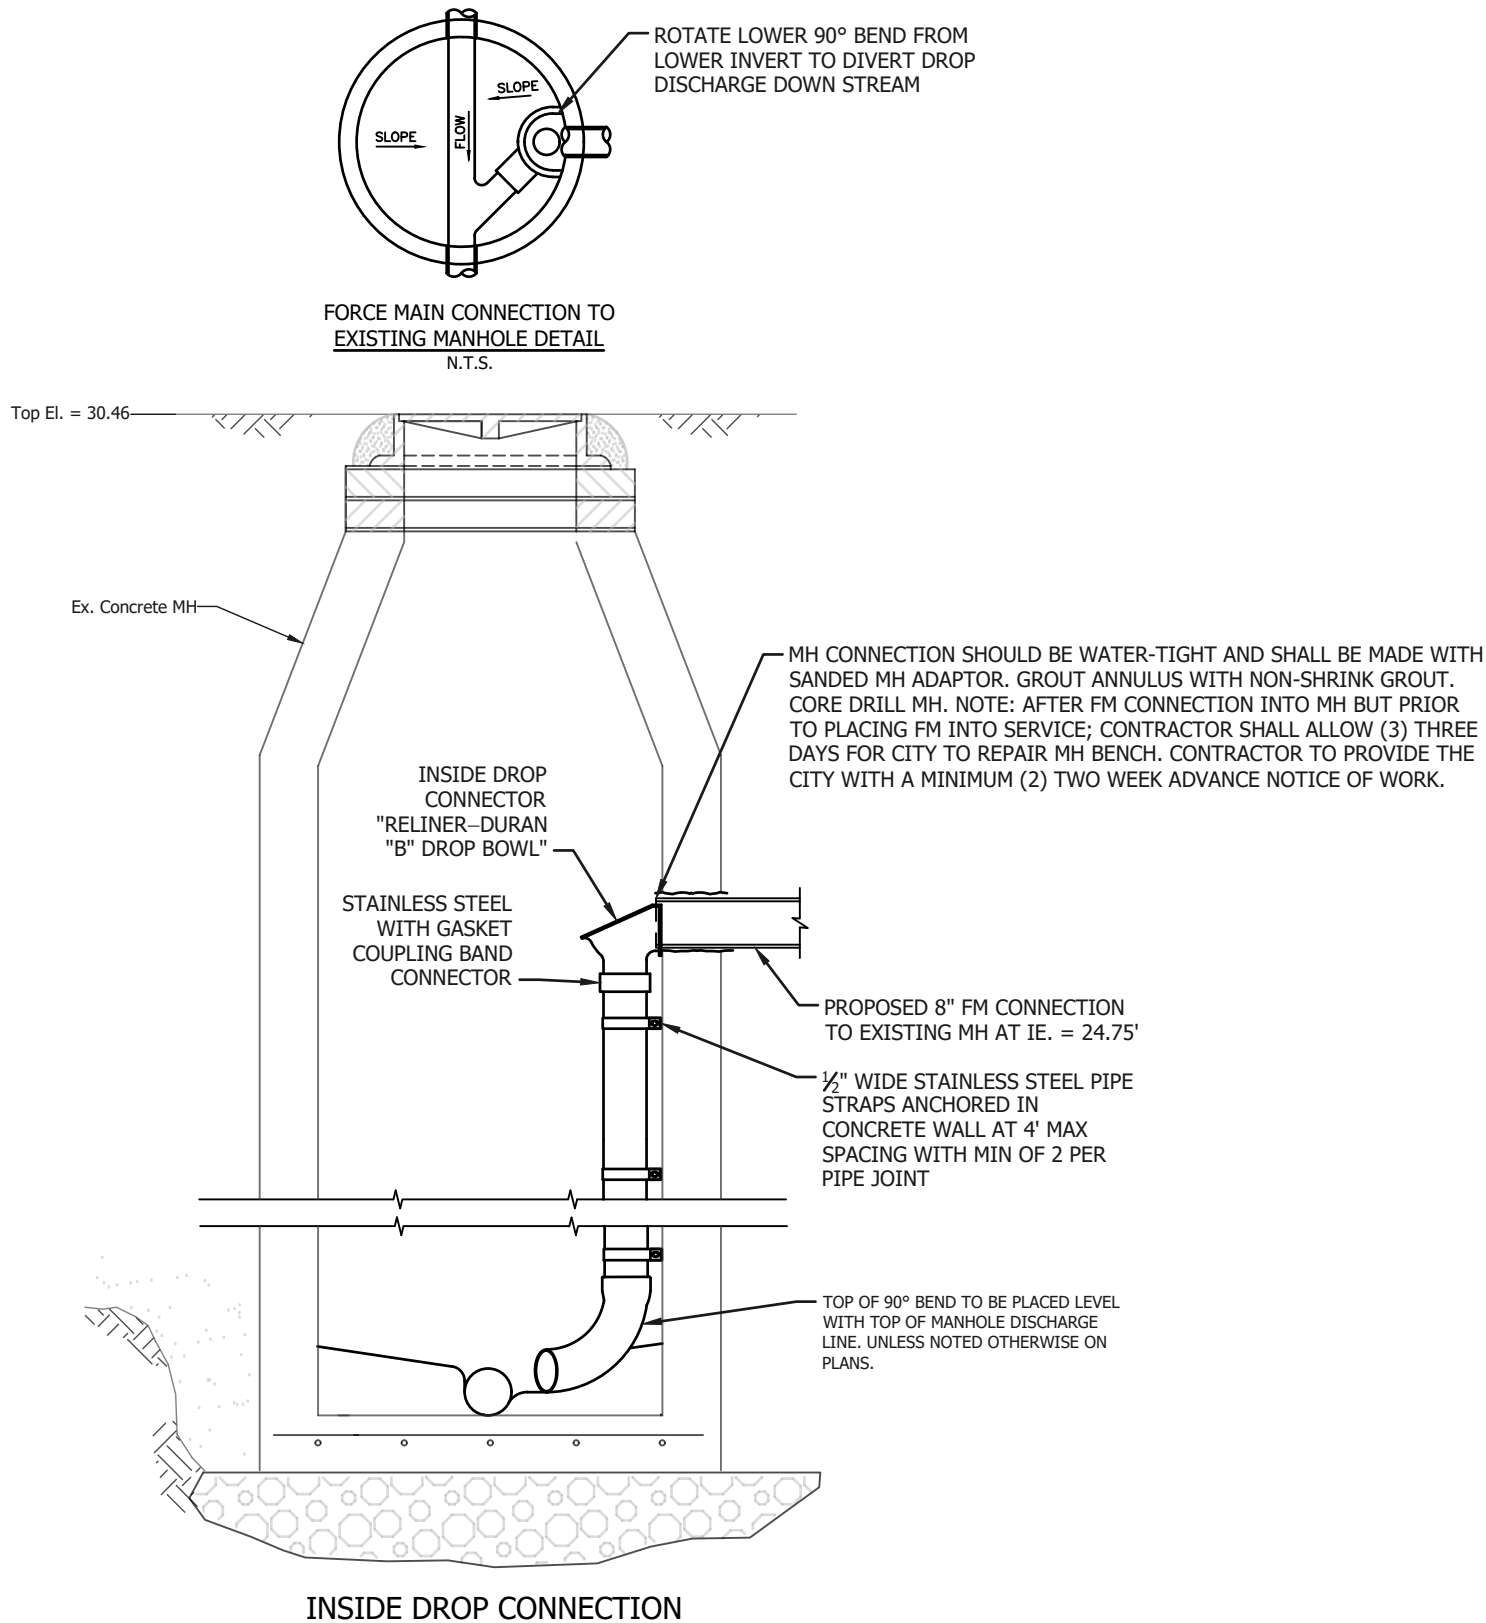 ROTATE LOWER 90° BEND FROM
LOWER INVERT TO DIVERT DROP
DISCHARGE DOWN STREAM
SLOPE
SLOPE
FLOW
FORCE MAIN CONNECTION TO
EXISTING MANHOLE DETAIL
N.T.S.
Top El. = 30.46
Ex. Concrete MH
MH CONNECTION SHOULD BE WATER-TIGHT AND SHALL BE MADE WITH
SANDED MH ADAPTOR. GROUT ANNULUS WITH NON-SHRINK GROUT.
CORE DRILL MH. NOTE: AFTER FM CONNECTION INTO MH BUT PRIOR
TO PLACING FM INTO SERVICE; CONTRACTOR SHALL ALLOW (3) THREE
DAYS FOR CITY TO REPAIR MH BENCH. CONTRACTOR TO PROVIDE THE
CITY WITH A MINIMUM (2) TWO WEEK ADVANCE NOTICE OF WORK.
INSIDE DROP
CONNECTOR
"RELINER–DURAN
"B" DROP BOWL"
STAINLESS STEEL
WITH GASKET
COUPLING BAND
CONNECTOR
PROPOSED 8" FM CONNECTION
TO EXISTING MH AT IE. = 24.75'
½" WIDE STAINLESS STEEL PIPE
STRAPS ANCHORED IN
CONCRETE WALL AT 4' MAX
SPACING WITH MIN OF 2 PER
PIPE JOINT
TOP OF 90° BEND TO BE PLACED LEVEL
WITH TOP OF MANHOLE DISCHARGE
LINE. UNLESS NOTED OTHERWISE ON
PLANS.
INSIDE DROP CONNECTION